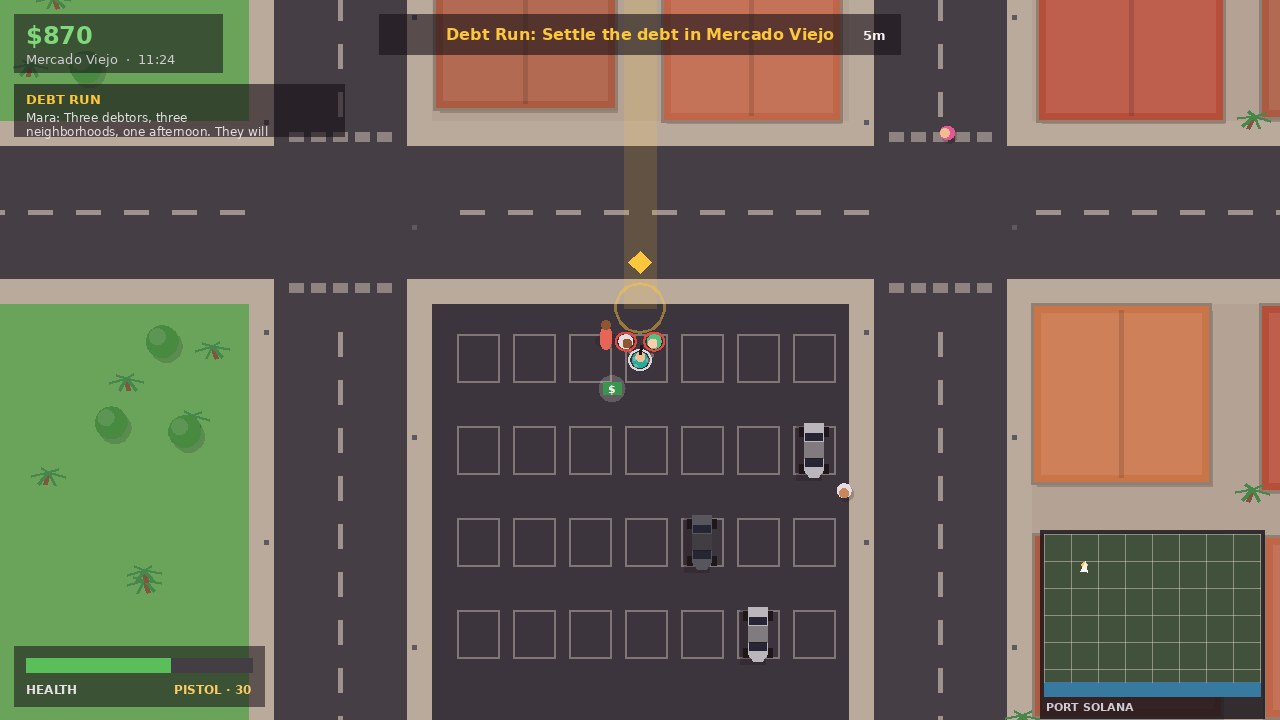 $870
Mercado Viejo · 11:24
Debt Run: Settle the debt in Mercado Viejo 5m
DEBT RUN
Mara: Three debtors, three
neighborhoods, one afternoon. They will
$
HEALTH PISTOL · 30
PORT SOLANA